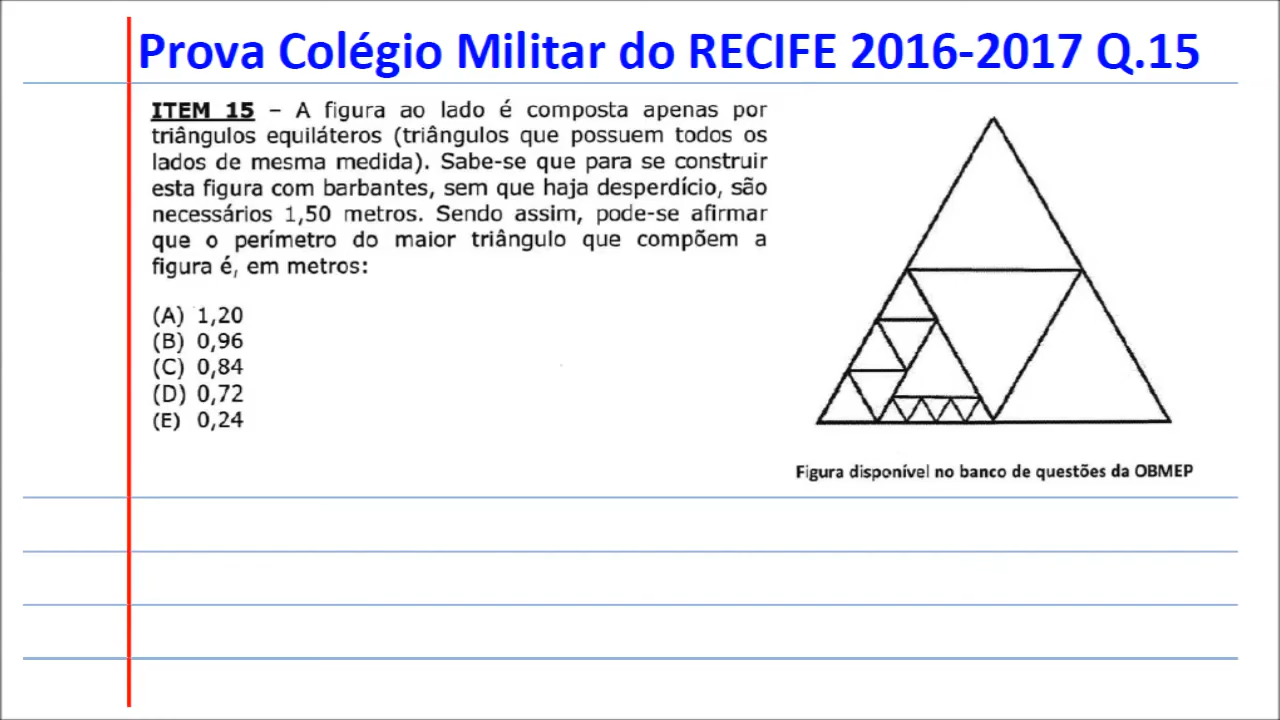 Prova Colégio Militar do RECIFE 2016-2017 Q.15
ITEM 15 – A figura ao lado é composta apenas por
triângulos equiláteros (triângulos que possuem todos os
lados de mesma medida). Sabe-se que para se construir
esta figura com barbantes, sem que haja desperdício, são
necessários 1,50 metros. Sendo assim, pode-se afirmar
que o perímetro do maior triângulo que compõem a
figura é, em metros:
(A) 1,20
(B) 0,96
(C) 0,84
(D) 0,72
(E) 0,24
Figura disponível no banco de questões da OBMEP